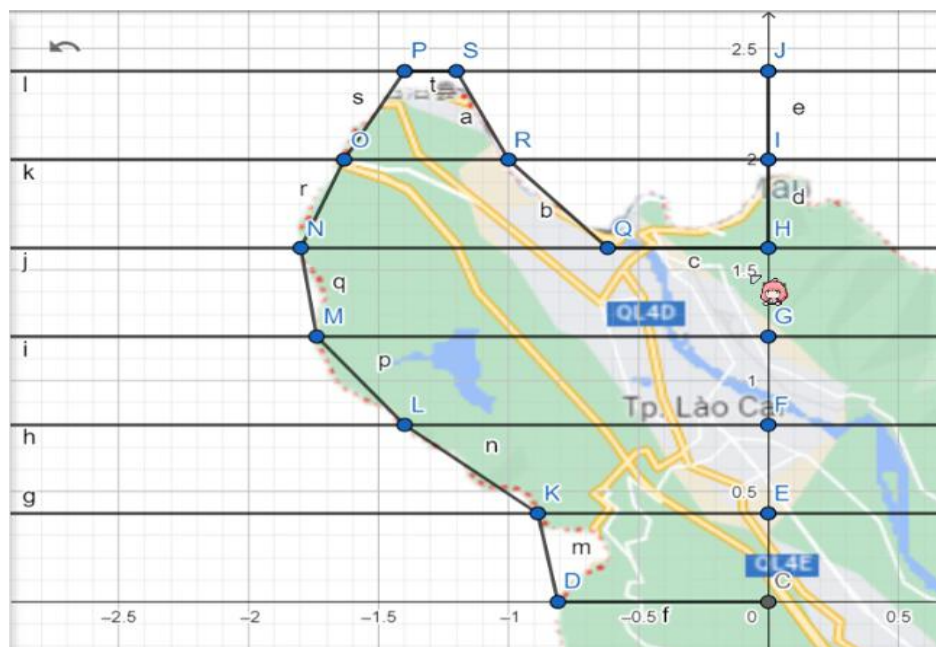 2.5
P S J
l
t
s a e
O R I
2
k
r b d
Tàu
N Q H
j c
1.5
q
QL4D
M G
i
p 1
Tp. Lào Cai
L F
h
n
0.5
K E
g
m
QL4E
D C
−2.5 −2 −1.5 −1 −0.5 f 0 0.5